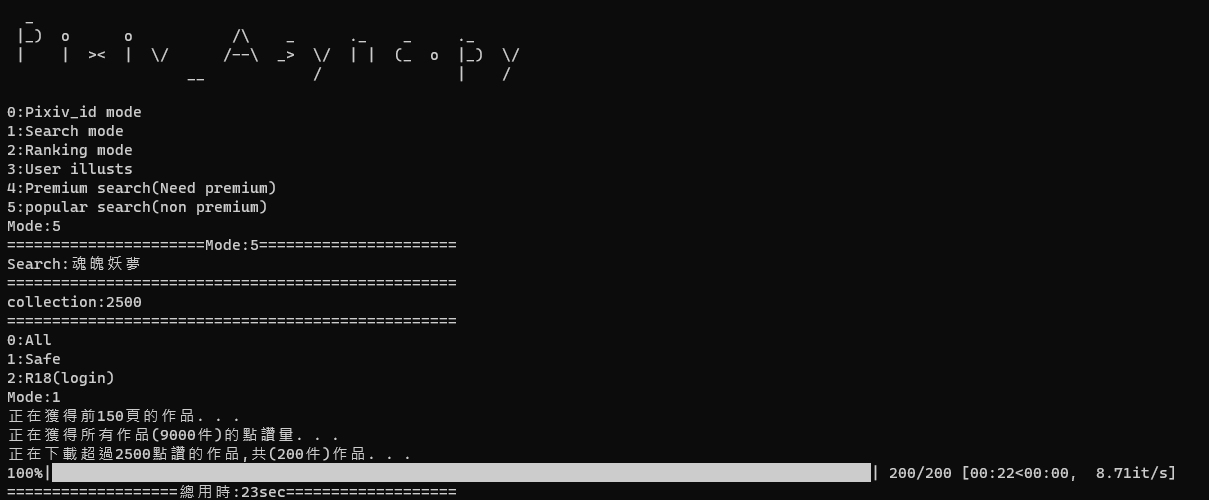 Pixiv Async.py
0:Pixiv_id mode
1:Search mode
2:Ranking mode
3:User illusts
4:Premium search(Need premium)
5:popular search(non premium)
Mode:5
======================Mode:5======================
Search:魂魄妖夢
==================================================
collection:2500
==================================================
0:All
1:Safe
2:R18(login)
Mode:1
正在獲得前150頁的作品...
正在獲得所有作品(9000件)的點讚量...
正在下載超過2500點讚的作品,共(200件)作品...
100%|██████████| 200/200 [00:22<00:00, 8.71it/s]
===================總用時:23sec===================